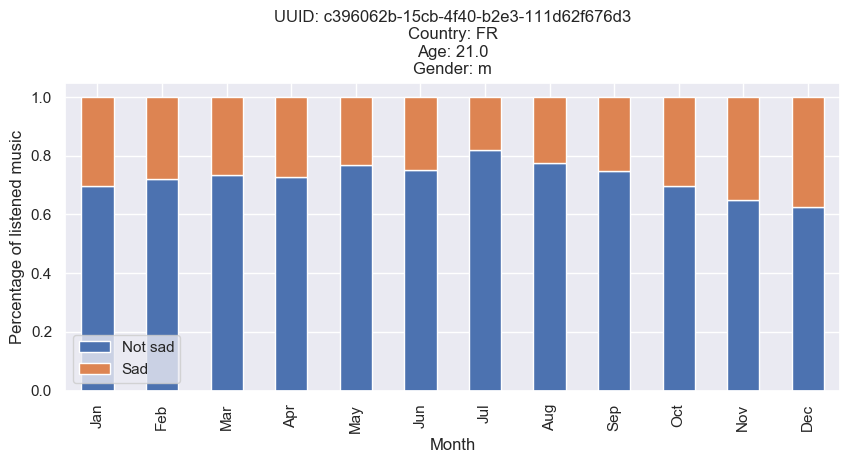 UUID: c396062b-15cb-4f40-b2e3-111d62f676d3
Country: FR
Age: 21.0
Gender: m
Percentage of listened music
1.0
0.8
0.6
0.4
0.2
0.0
Not sad
Sad
Jan
Feb
Mar
Apr
May
Jun
Jul
Aug
Sep
Oct
Nov
Dec
Month